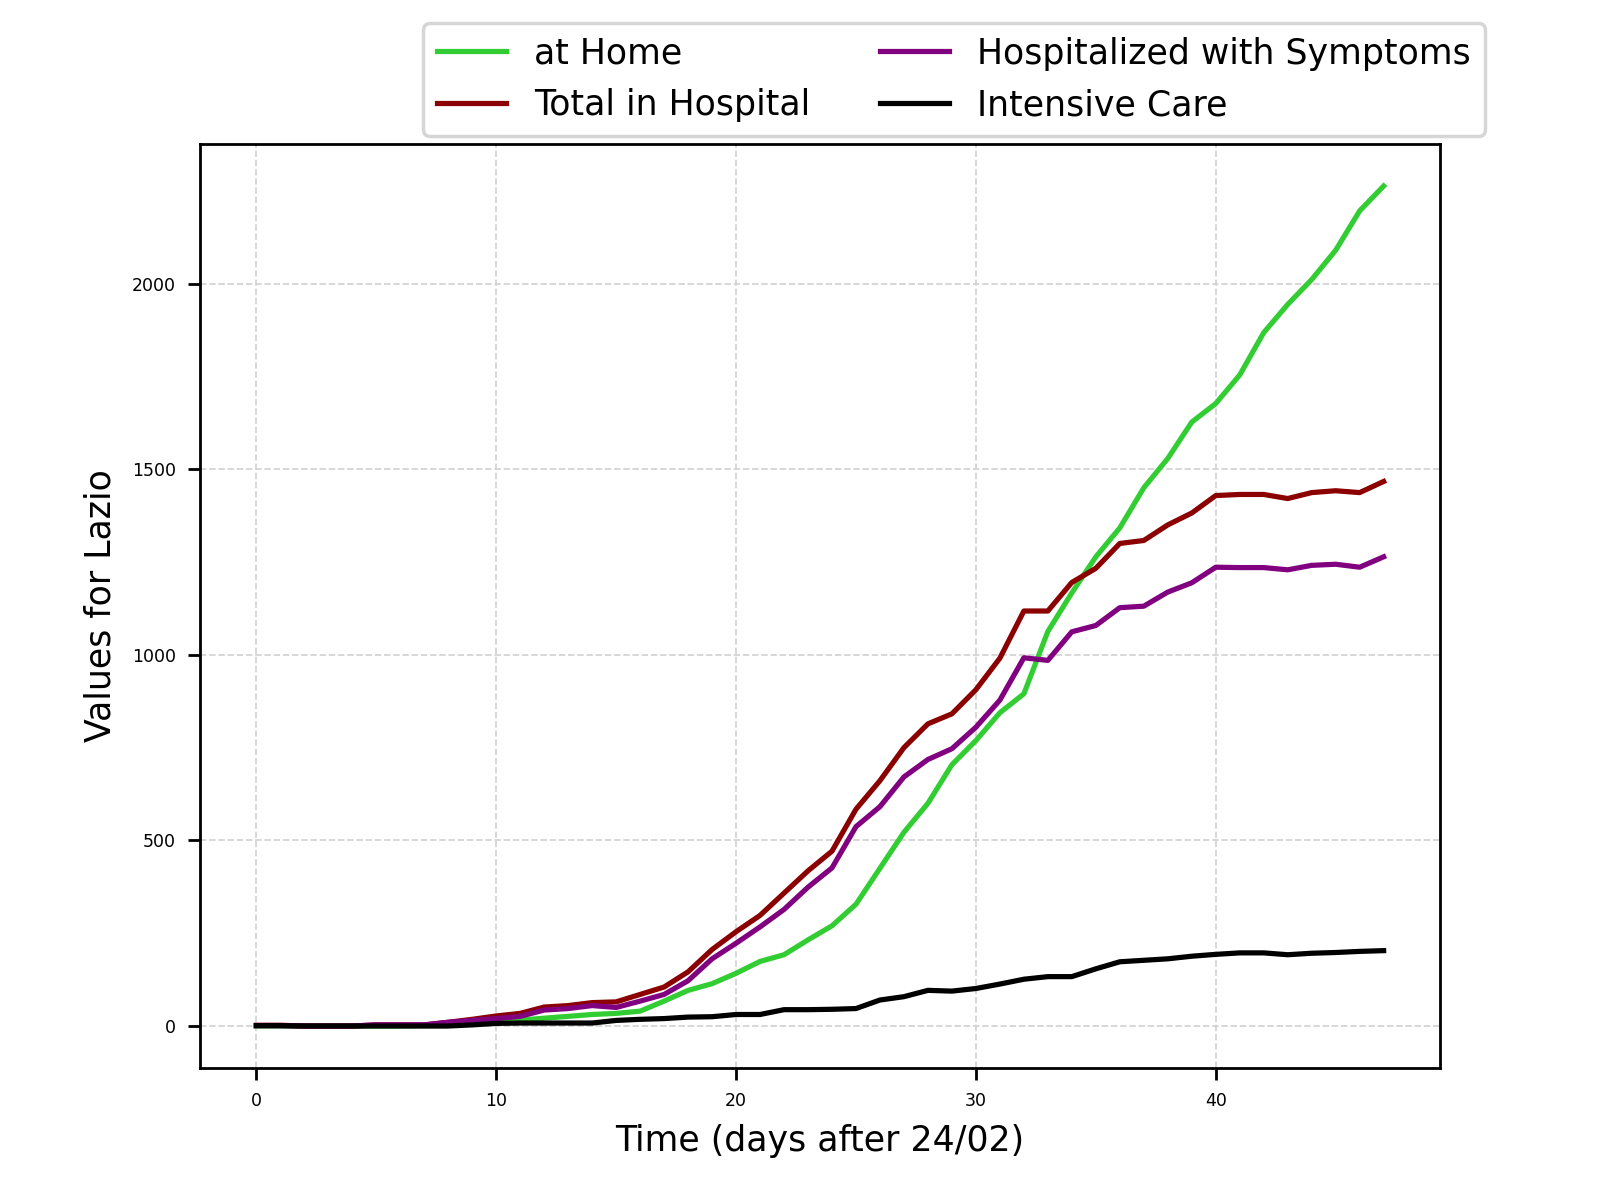 at Home
Total in Hospital
Hospitalized with Symptoms
Intensive Care
2000
1500
1000
500
0
Values for Lazio
0 10 20 30 40
Time (days after 24/02)